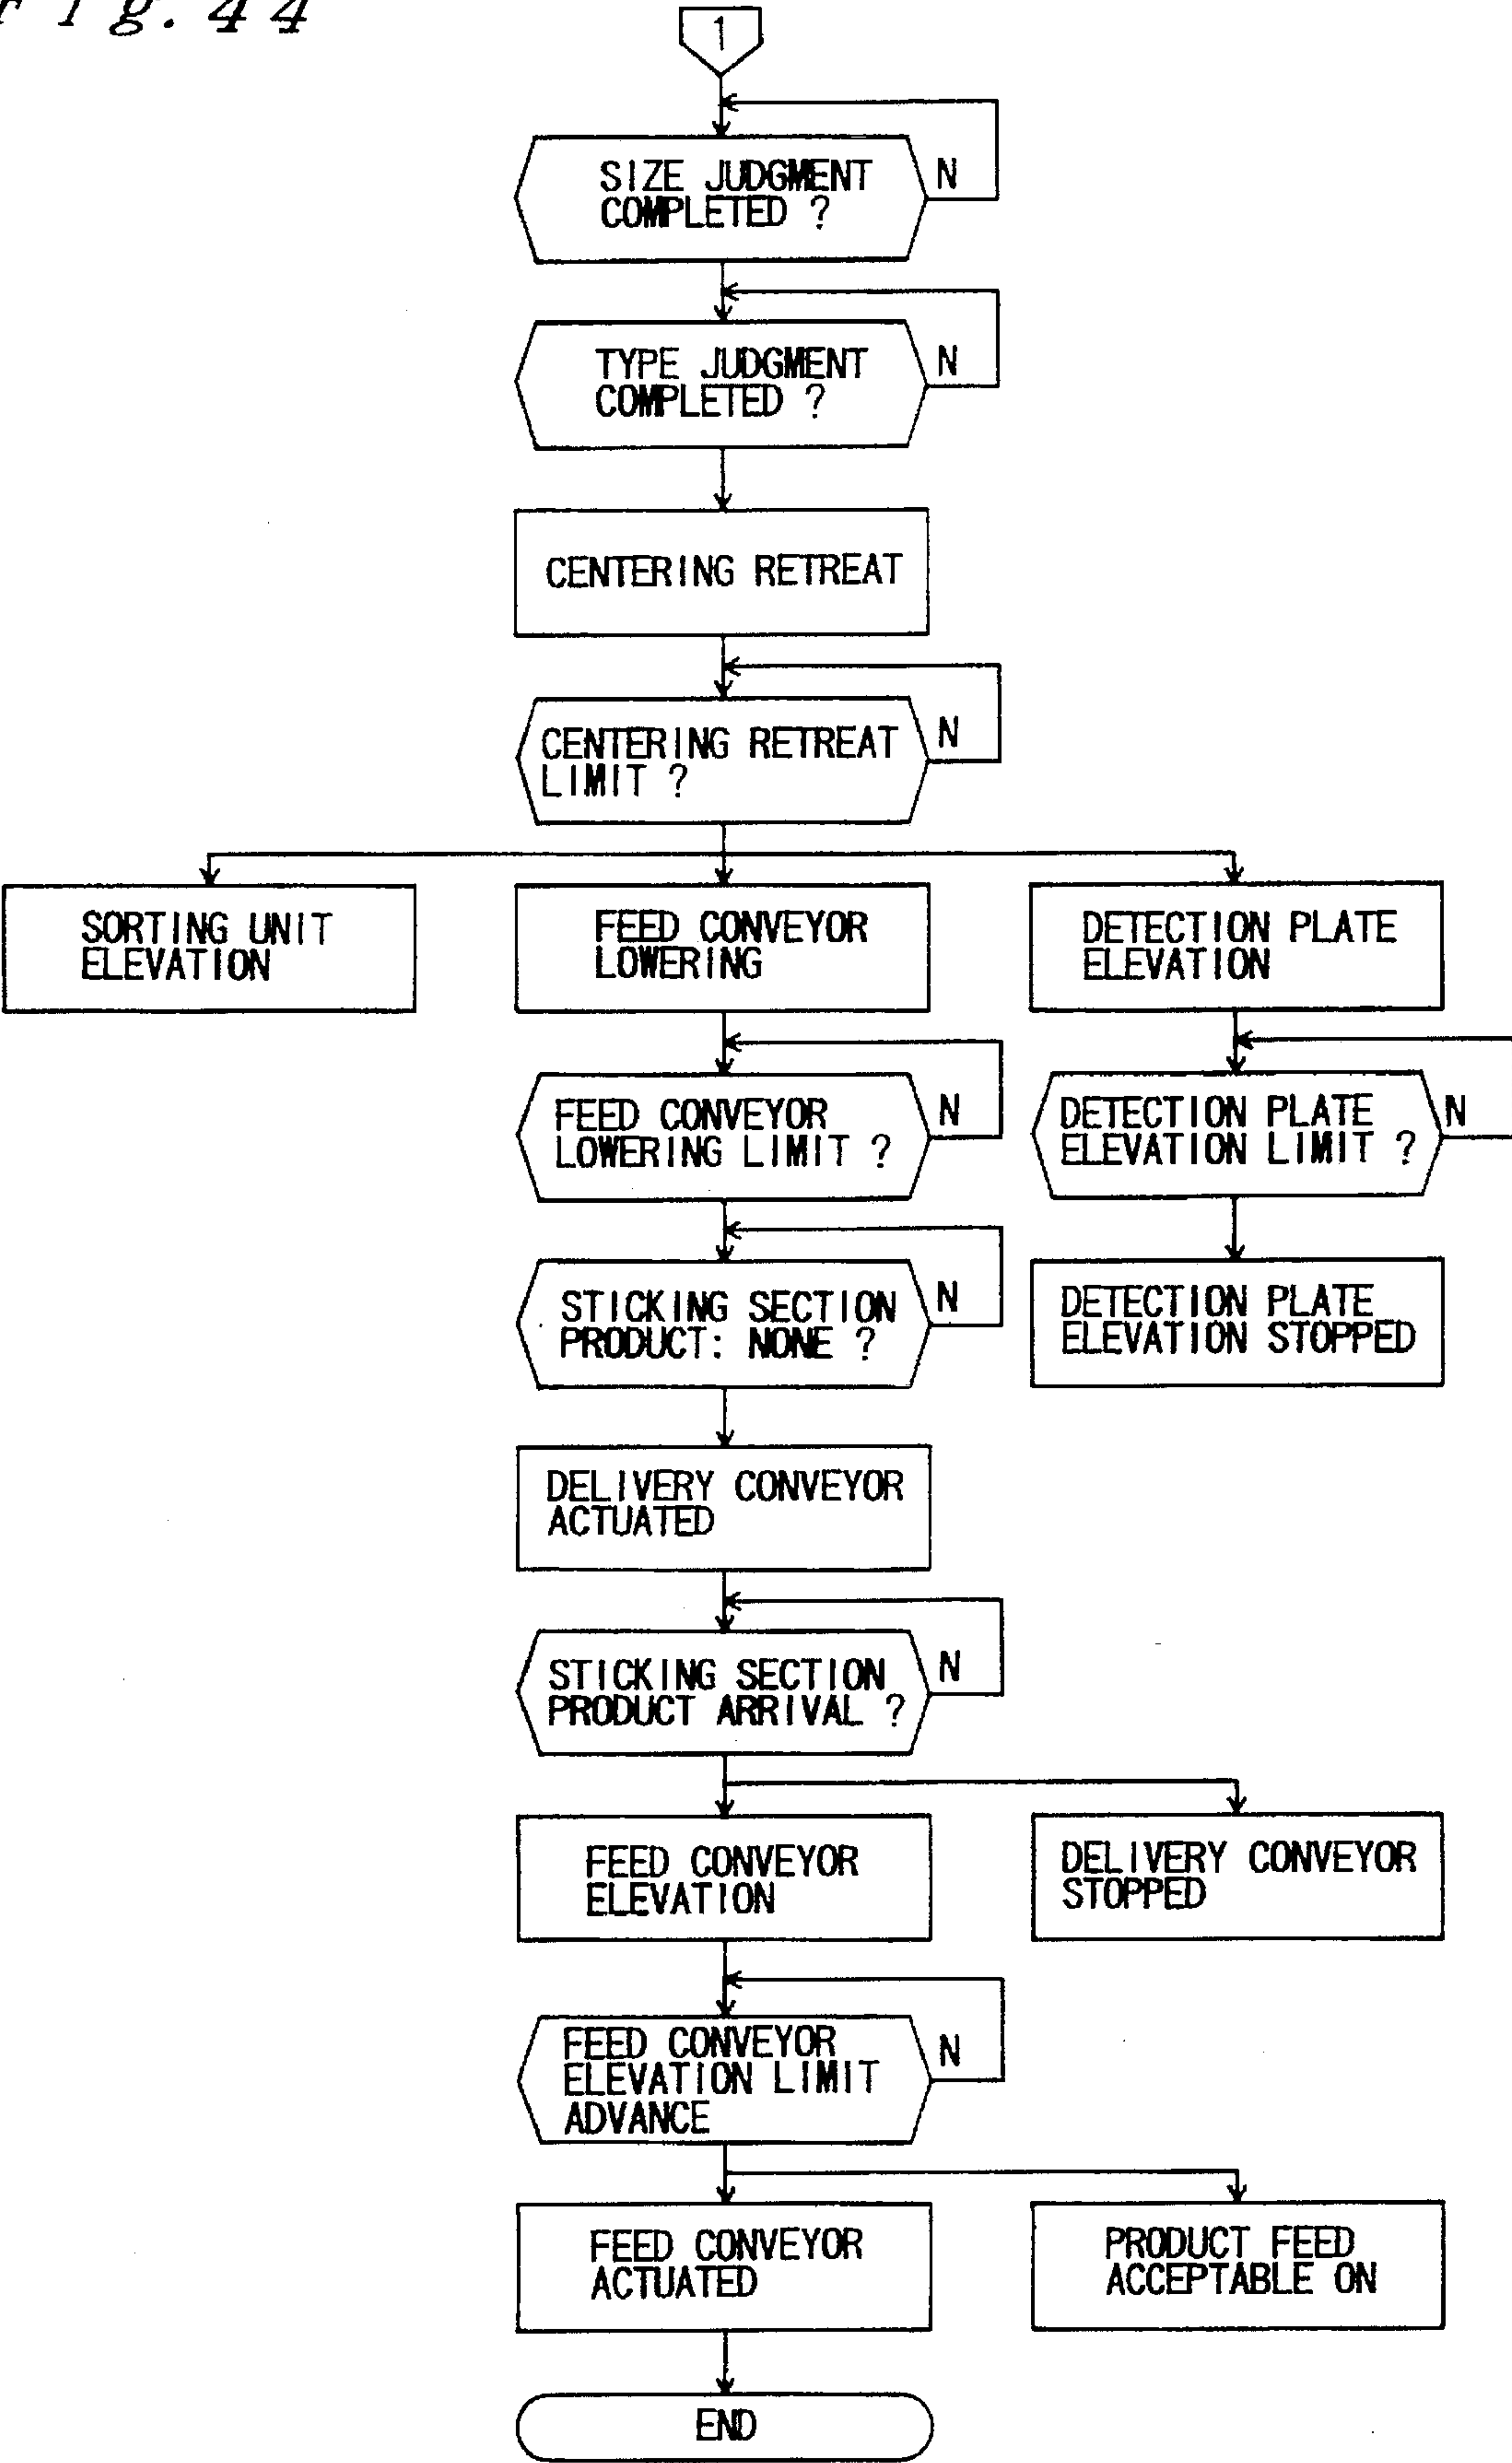 Fig. 44
1
SIZE JUDGMENT
COMPLETED ?
N
TYPE JUDGMENT
COMPLETED ?
N
CENTERING RETREAT
CENTERING RETREAT
LIMIT ?
N
SORTING UNIT
ELEVATION
FEED CONVEYOR
LOWERING
DETECTION PLATE
ELEVATION
FEED CONVEYOR
LOWERING LIMIT ?
N
DETECTION PLATE
ELEVATION LIMIT ?
N
STICKING SECTION
PRODUCT: NONE ?
N
DETECTION PLATE
ELEVATION STOPPED
DELIVERY CONVEYOR
ACTUATED
STICKING SECTION
PRODUCT ARRIVAL ?
N
FEED CONVEYOR
ELEVATION
DELIVERY CONVEYOR
STOPPED
FEED CONVEYOR
ELEVATION LIMIT
ADVANCE
N
FEED CONVEYOR
ACTUATED
PRODUCT FEED
ACCEPTABLE ON
END